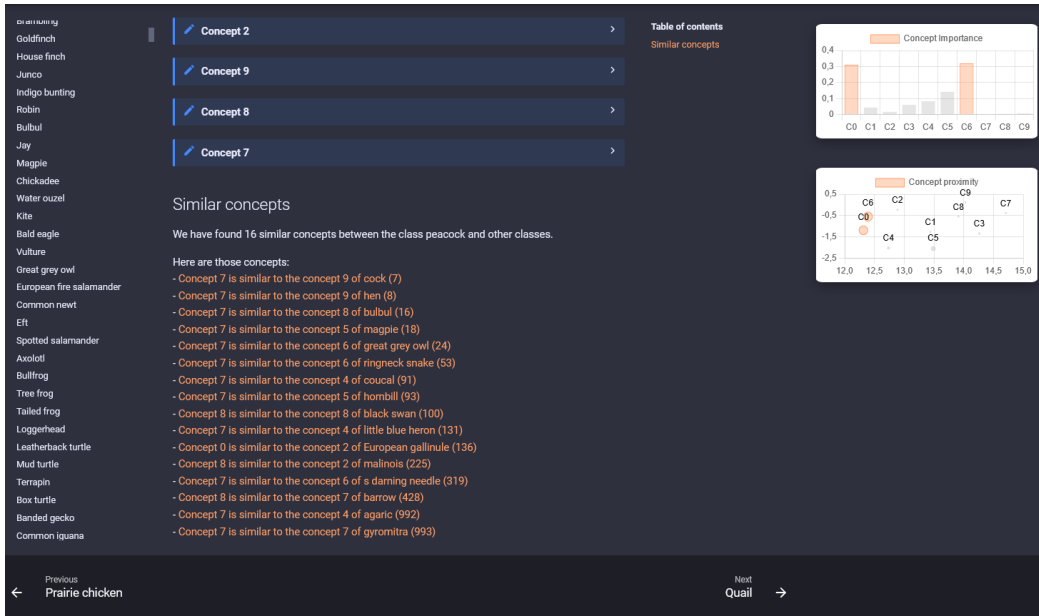 Brambling
Goldfinch
House finch
Junco
Indigo bunting
Robin
Bulbul
Jay
Magpie
Chickadee
Water ouzel
Kite
Bald eagle
Vulture
Great grey owl
European fire salamander
Common newt
Eft
Spotted salamander
Axolotl
Bullfrog
Tree frog
Tailed frog
Loggerhead
Leatherback turtle
Mud turtle
Terrapin
Box turtle
Banded gecko
Common iguana
Concept 2
Concept 9
Concept 8
Concept 7
Similar concepts
We have found 16 similar concepts between the class peacock and other classes.
Here are those concepts:
- Concept 7 is similar to the concept 9 of cock (7)
- Concept 7 is similar to the concept 9 of hen (8)
- Concept 7 is similar to the concept 8 of bulbul (16)
- Concept 7 is similar to the concept 5 of magpie (18)
- Concept 7 is similar to the concept 6 of great grey owl (24)
- Concept 7 is similar to the concept 6 of ringneck snake (53)
- Concept 7 is similar to the concept 4 of coucal (91)
- Concept 7 is similar to the concept 5 of hornbill (93)
- Concept 8 is similar to the concept 8 of black swan (100)
- Concept 7 is similar to the concept 4 of little blue heron (131)
- Concept 0 is similar to the concept 2 of European gallinule (136)
- Concept 8 is similar to the concept 2 of malinois (225)
- Concept 7 is similar to the concept 6 of s darning needle (319)
- Concept 8 is similar to the concept 7 of barrow (428)
- Concept 7 is similar to the concept 4 of agaric (992)
- Concept 7 is similar to the concept 7 of gyromitra (993)
Table of contents
Similar concepts
Concept Importance
0,4
0,3
0,2
0,1
0
C0 C1 C2 C3 C4 C5 C6 C7 C8 C9
Concept proximity
0,5
-0,5
-1,5
-2,5
C9
C6 C2 C8 C7
C0 C1 C3
C4 C5
12,0 12,5 13,0 13,5 14,0 14,5 15,0
Previous
Prairie chicken
Next
Quail